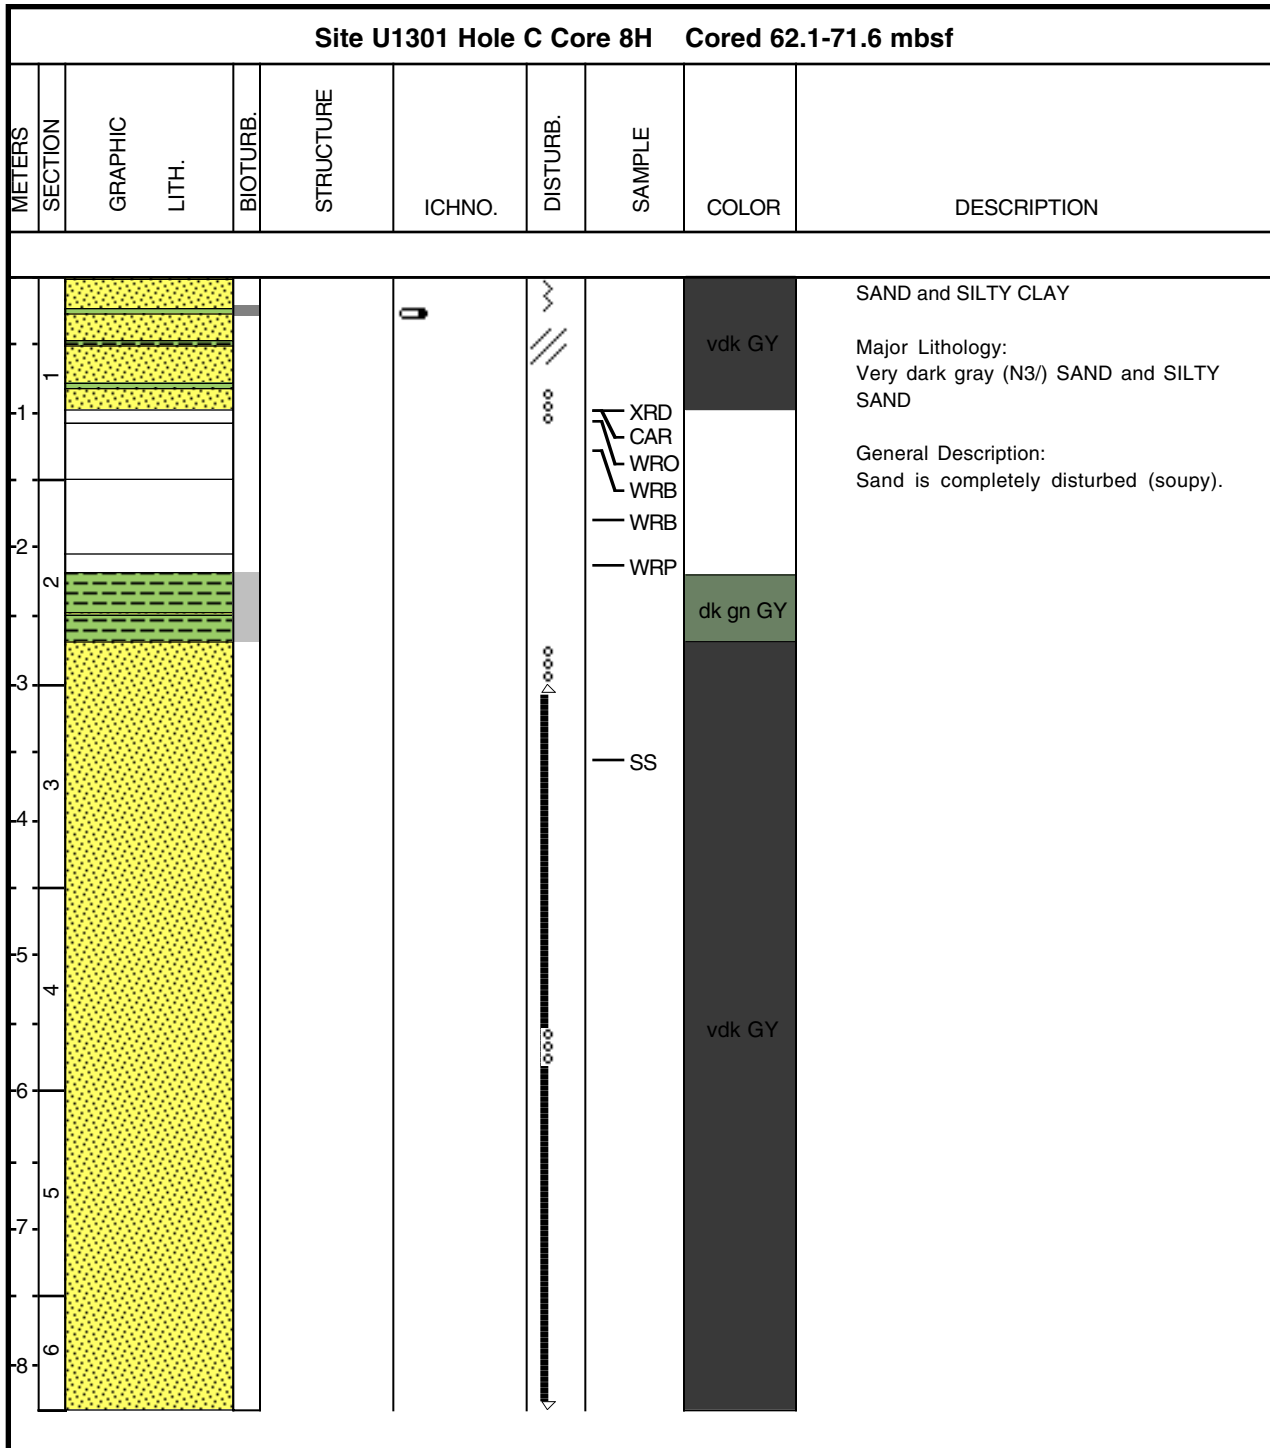 Site U1301 Hole C Core 8H Cored 62.1-71.6 mbsf
METERS
SECTION
GRAPHIC
LITH.
BIOTURB.
STRUCTURE
ICHNO.
DISTURB.
SAMPLE
COLOR
DESCRIPTION
SAND and SILTY CLAY
vdk GY
Major Lithology:
Very dark gray (N3/) SAND and SILTY
SAND
1
1
XRD
CAR
WRO
WRB
General Description:
Sand is completely disturbed (soupy).
WRB
2
WRP
2
dk gn GY
3
SS
3
4
5
4
vdk GY
6
5
7
6
8